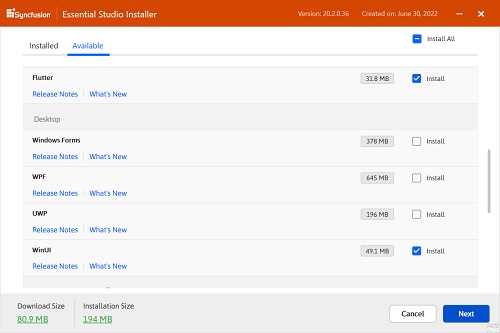 Syncfusion Essential Studio Installer Version: 20.2.0.36 Created on: June 30, 2022
Installed Available Install All
Flutter 31.8 MB Install
Release Notes What's New
Desktop
Windows Forms 378 MB Install
Release Notes What's New
WPF 645 MB Install
Release Notes What's New
UWP 196 MB Install
Release Notes What's New
WinUI 49.1 MB Install
Release Notes What's New
Download Size Installation Size
80.9 MB 194 MB
Cancel Next